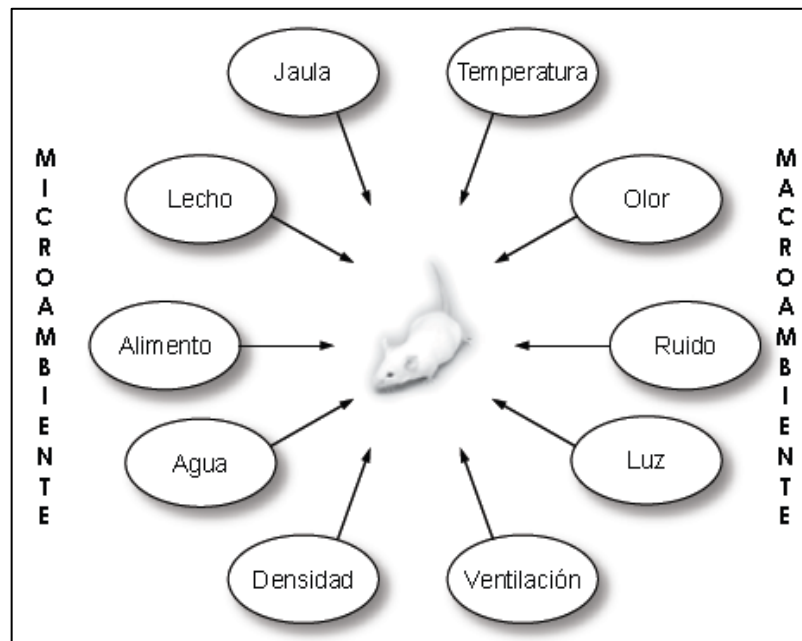 Jaula
Temperatura
MICROAMBIENTE
MACROAMBIENTE
Lecho
Olor
Alimento
Ruido
Agua
Luz
Densidad
Ventilación